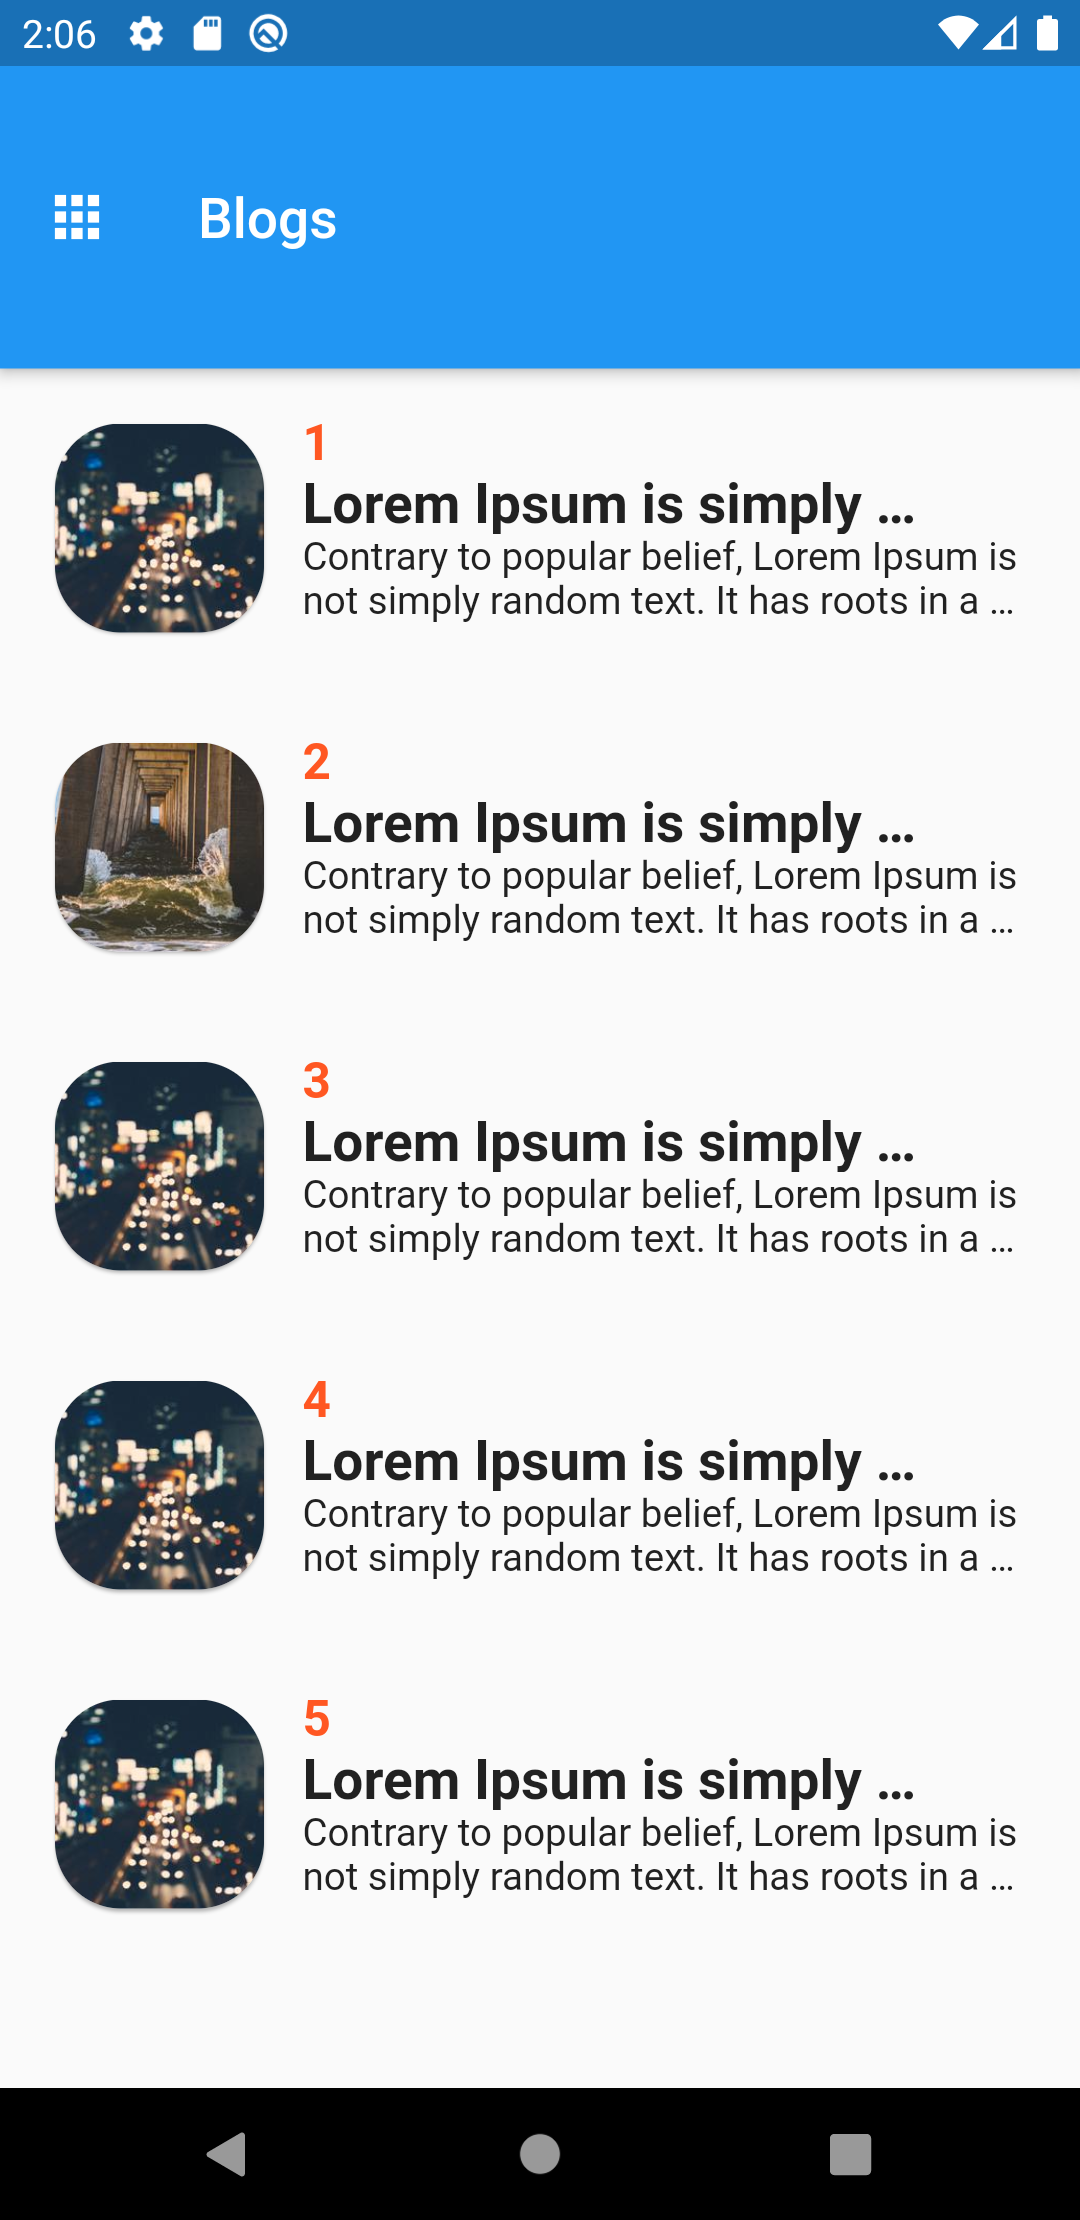 2:06
Blogs
1
Lorem Ipsum is simply ...
Contrary to popular belief, Lorem Ipsum is
not simply random text. It has roots in a ...
2
Lorem Ipsum is simply ...
Contrary to popular belief, Lorem Ipsum is
not simply random text. It has roots in a ...
3
Lorem Ipsum is simply ...
Contrary to popular belief, Lorem Ipsum is
not simply random text. It has roots in a ...
4
Lorem Ipsum is simply ...
Contrary to popular belief, Lorem Ipsum is
not simply random text. It has roots in a ...
5
Lorem Ipsum is simply ...
Contrary to popular belief, Lorem Ipsum is
not simply random text. It has roots in a ...